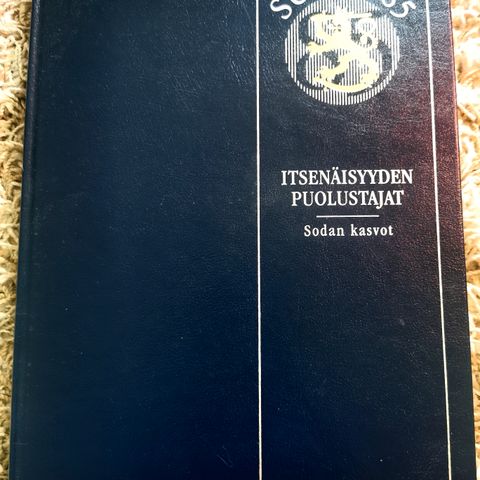 ITSENÄISYYDEN
PUOLUSTAJAT
Sodan kasvot